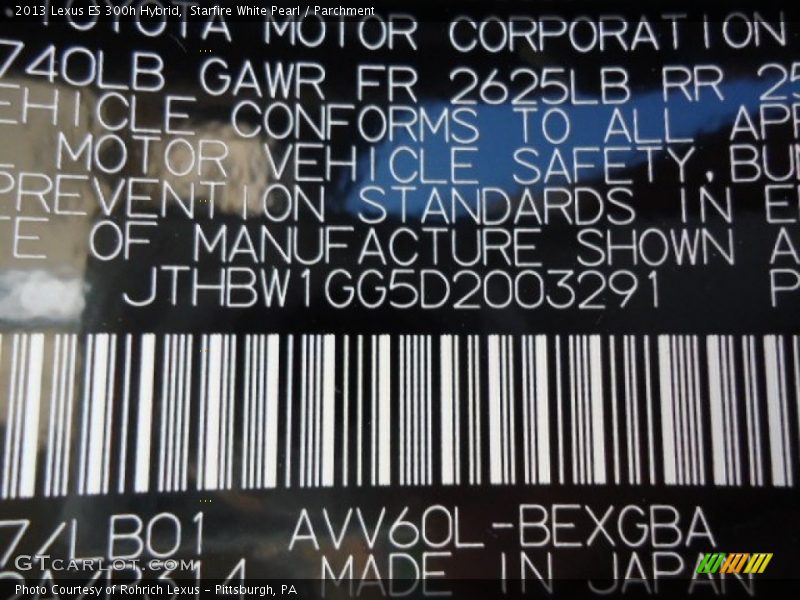 2013 Lexus ES 300h Hybrid, Starfire White Pearl / Parchment
TOYOTA MOTOR CORPORATION
740LB GAWR FR 2625LB RR 25
EHICLE CONFORMS TO ALL APP
MOTOR VEHICLE SAFETY, BUM
PREVENTION STANDARDS IN E
TE OF MANUFACTURE SHOWN A
JTHBW1GG5D2003291 P
7/LB01 AVV60L-BEXGBA
MADE IN JAPAN
GTcarlot.com
Photo Courtesy of Rohrich Lexus - Pittsburgh, PA